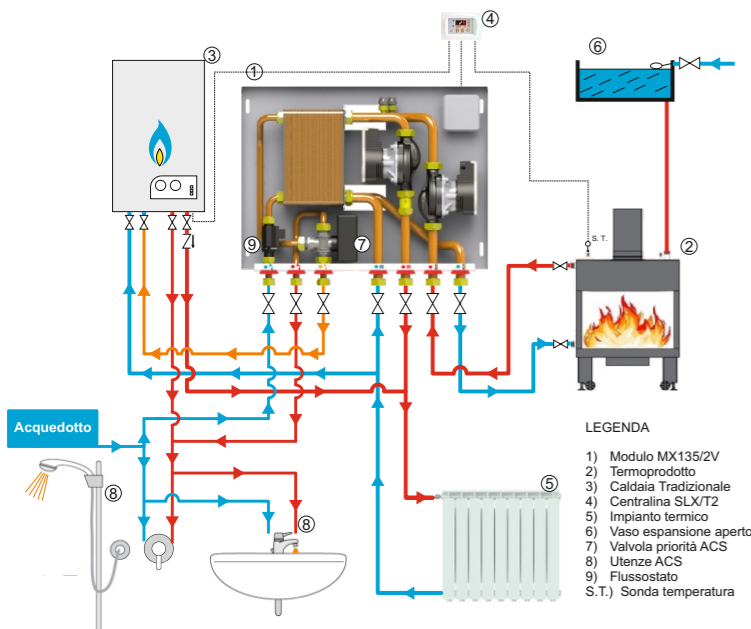 ④
③
①
⑥
S. T.
②
⑨
⑦
Acquedotto
⑧
⑧
⑤
LEGENDA
1) Modulo MX135/2V
2) Termoprodotto
3) Caldaia Tradizionale
4) Centralina SLX/T2
5) Impianto termico
6) Vaso espansione aperto
7) Valvola priorità ACS
8) Utenze ACS
9) Flussostato
S.T.) Sonda temperatura